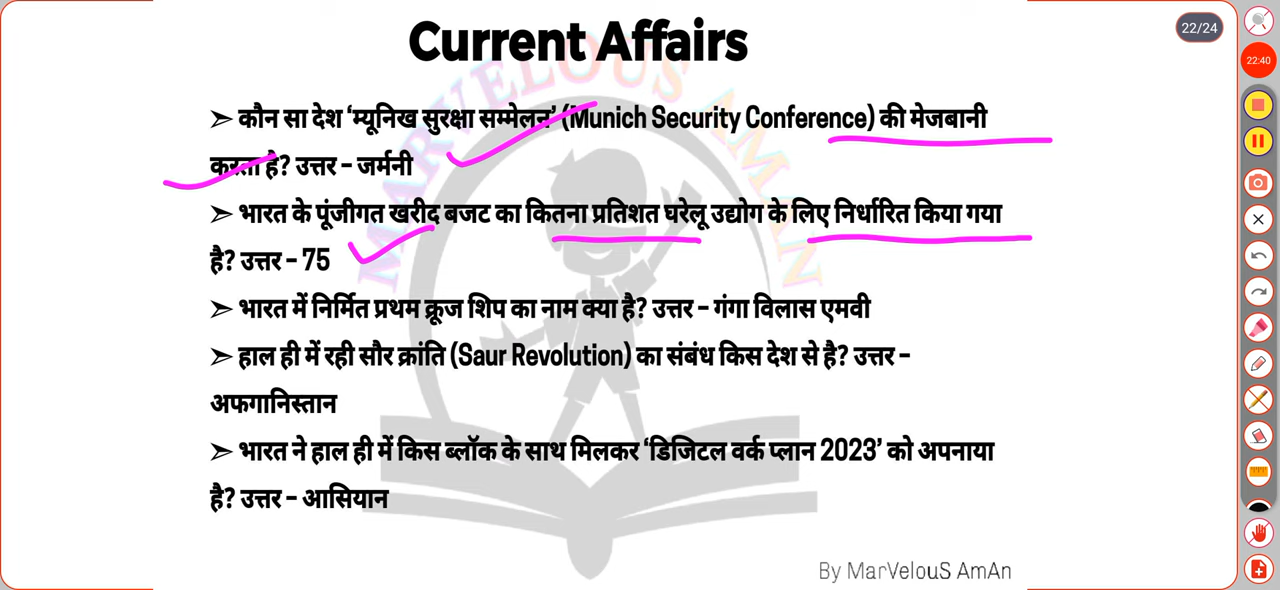 Current Affairs
22/24
22:40
➣ कौन सा देश ‘म्यूनिख सुरक्षा सम्मेलन’ (Munich Security Conference) की मेजबानी
करता है? उत्तर – जर्मनी
➣ भारत के पूंजीगत खरीद बजट का कितना प्रतिशत घरेलू उद्योग के लिए निर्धारित किया गया
है? उत्तर – 75
➣ भारत में निर्मित प्रथम क्रूज शिप का नाम क्या है? उत्तर – गंगा विलास एमवी
➣ हाल ही में रही सौर क्रांति (Saur Revolution) का संबंध किस देश से है? उत्तर –
अफगानिस्तान
➣ भारत ने हाल ही में किस ब्लॉक के साथ मिलकर ‘डिजिटल वर्क प्लान 2023’ को अपनाया
है? उत्तर – आसियान
MARVELOUS AMAN
By MarVelouS AmAn